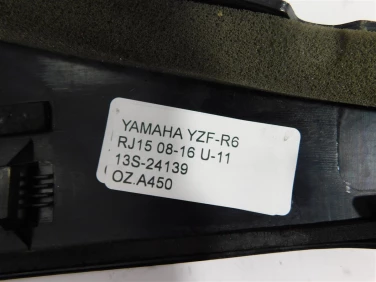 YAMAHA YZF-R6
RJ15 08-16 U-11
13S-24139
OZ.A450